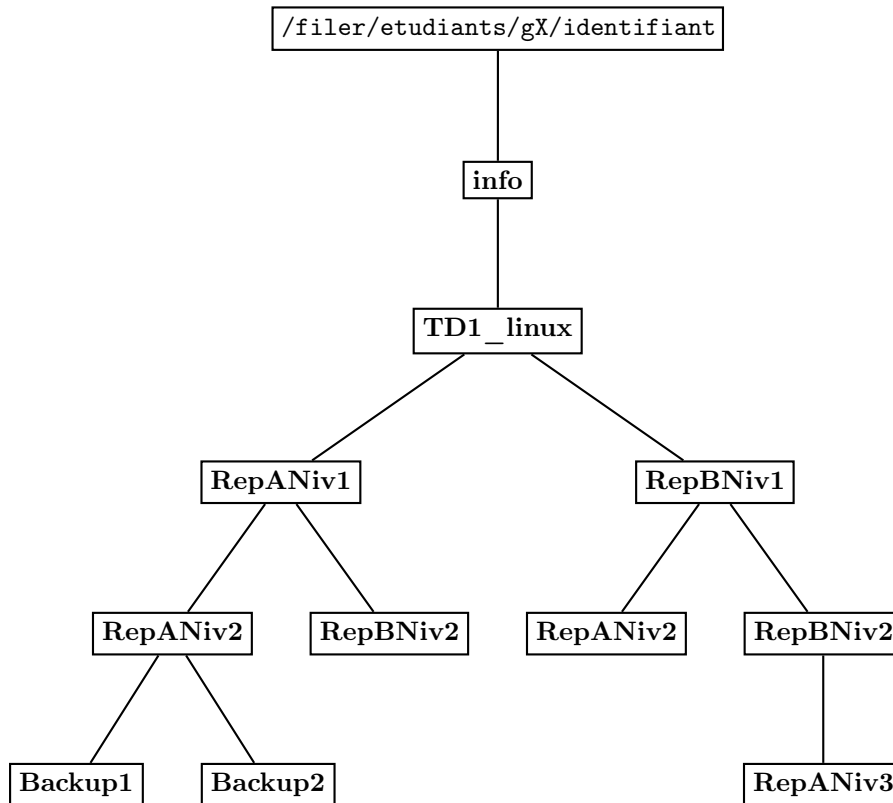 /filer/etudiants/gX/identifiant
info
TD1_linux
RepANiv1 RepBNiv1
RepANiv2 RepBNiv2 RepANiv2 RepBNiv2
Backup1 Backup2 RepANiv3